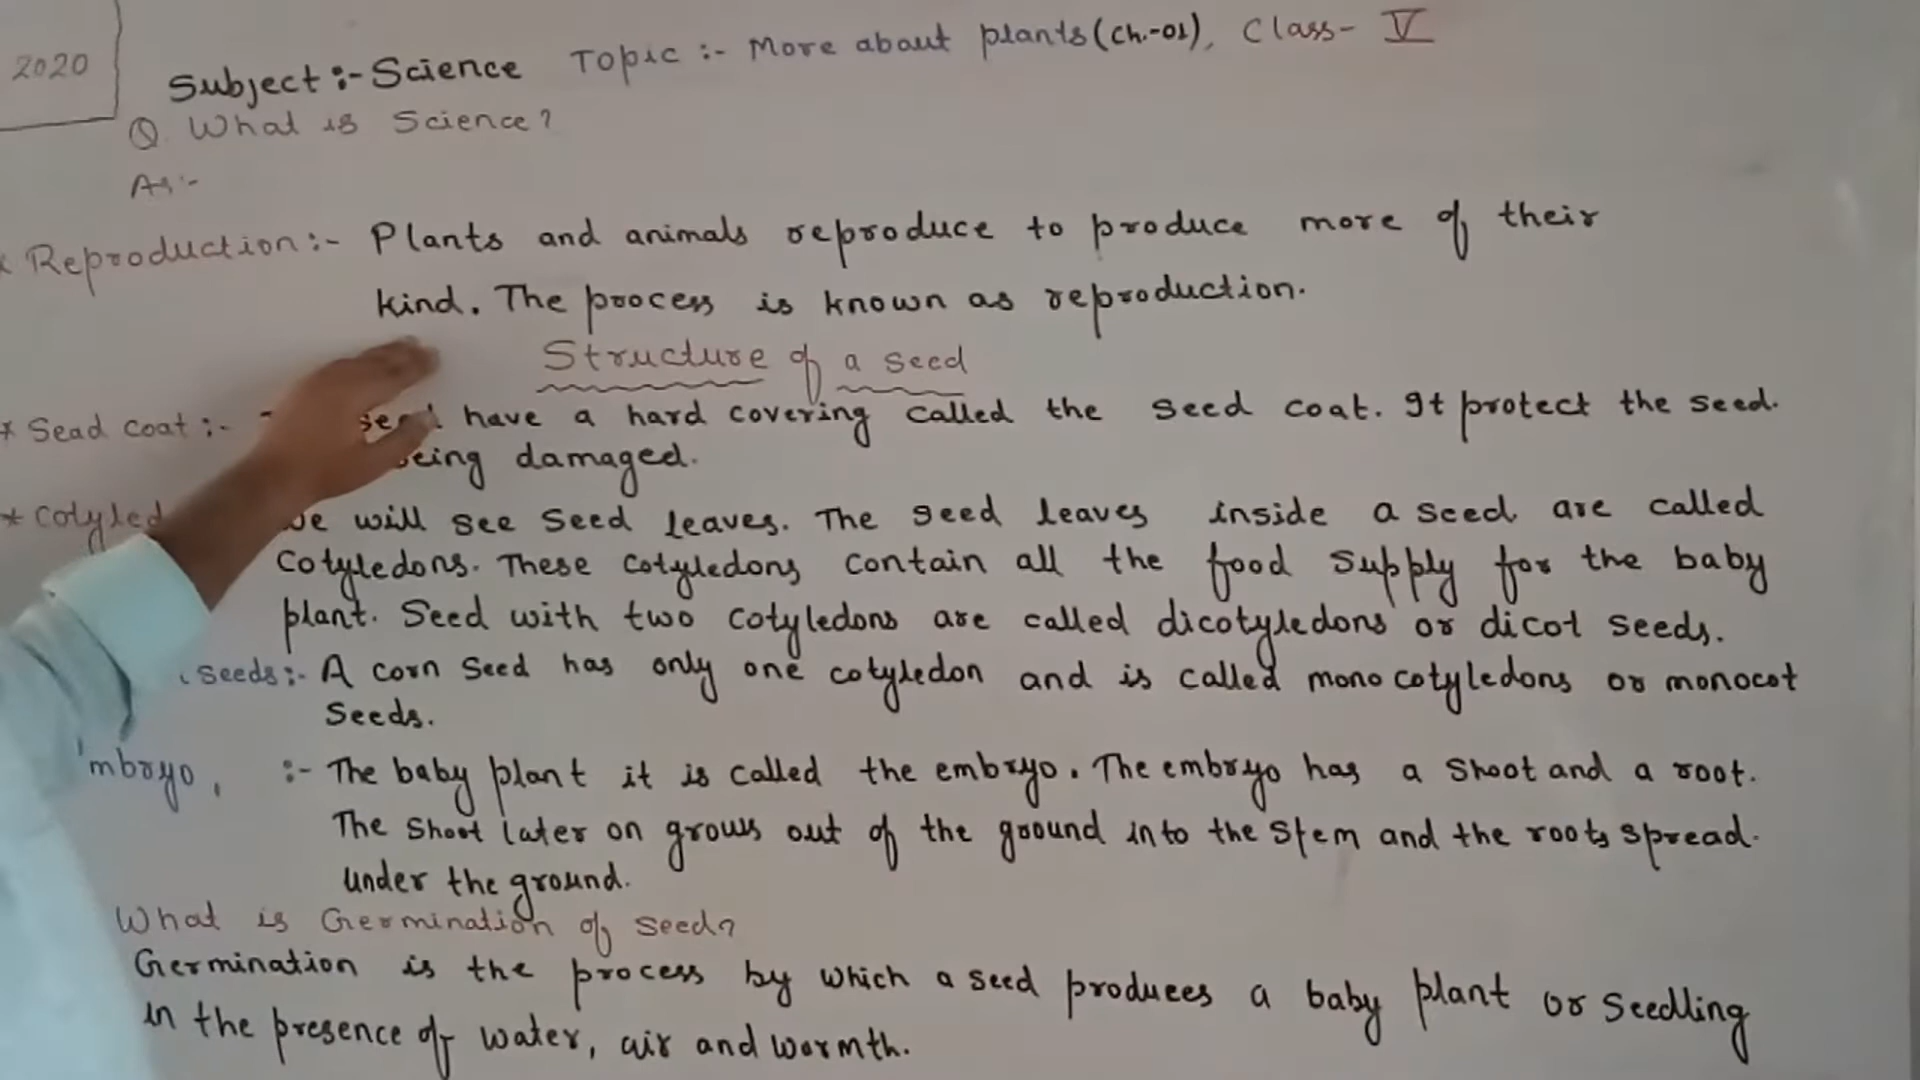 2020
Subject:- Science Topic :- More about plants (Ch.-01), Class- V
Q. What is Science?
As:-
Reproduction:- Plants and animals reproduce to produce more of their
kind. The process is known as reproduction.
Structure of a seed
* Sead coat :- have a hard covering called the seed coat. It protect the seed.
being damaged.
* Cotyled We will see seed leaves. The seed leaves inside a seed are called
Cotyledons. These cotyledons contain all the food supply for the baby
plant. Seed with two cotyledons are called dicotyledons or dicot seeds.
Seeds:- A corn seed has only one cotyledon and is called monocotyledons or monocot
Seeds.
mbryo, :- The baby plant it is called the embryo. The embryo has a shoot and a root.
The shoot later on grows out of the ground into the stem and the roots spread.
under the ground.
What is Germination of seed?
Germination is the process by which a seed produces a baby plant or seedling
in the presence of water, air and wormth.